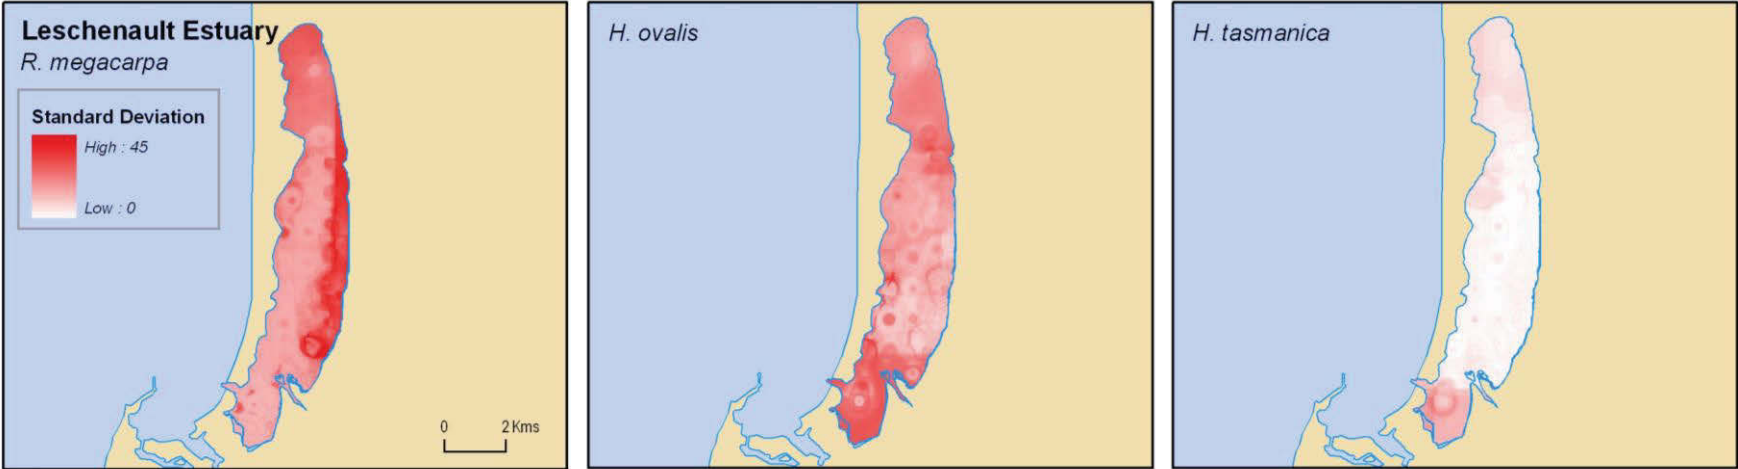 Leschenault Estuary
R. megacarpa
Standard Deviation
High : 45
Low : 0
0 2 Kms
H. ovalis
H. tasmanica